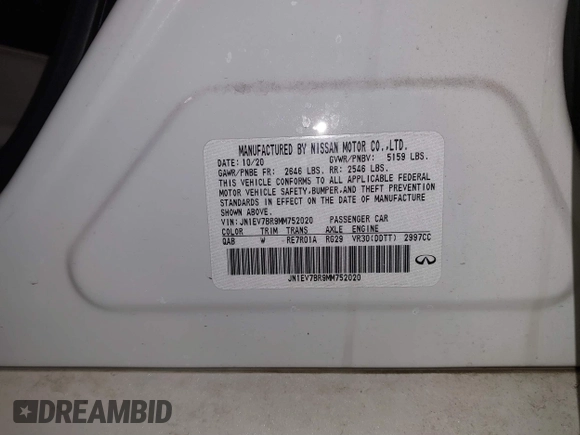 MANUFACTURED BY NISSAN MOTOR CO.,LTD.
DATE: 10/20 GVWR/PNBV: 5159 LBS.
GAWR/PNBE FR: 2646 LBS. RR: 2546 LBS.
THIS VEHICLE CONFORMS TO ALL APPLICABLE FEDERAL
MOTOR VEHICLE SAFETY, BUMPER, AND THEFT PREVENTION
STANDARDS IN EFFECT ON THE DATE OF MANUFACTURE
SHOWN ABOVE.
VIN: JN1EV7BR9MM752020 PASSENGER CAR
COLOR TRIM TRANS AXLE ENGINE
QAB W RE7R01A RG29 VR30(DDTT) 2997CC
JN1EV7BR9MM752020
DREAMBID